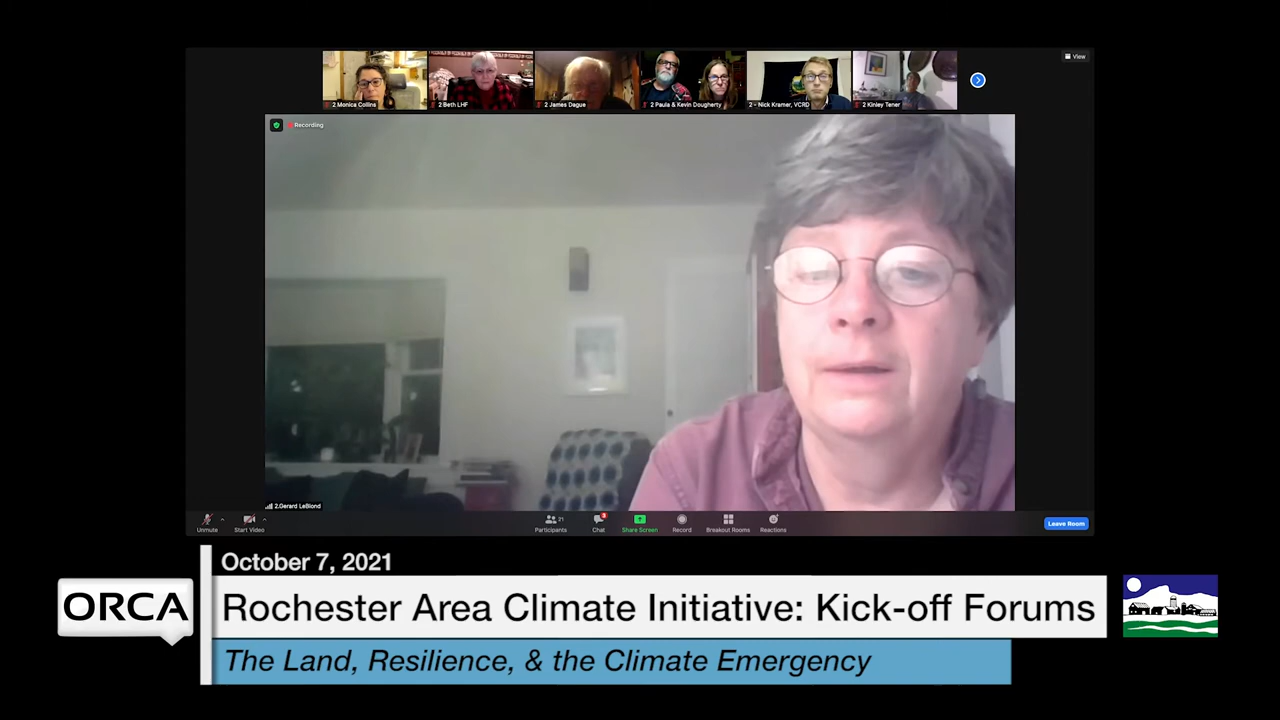 View
2 Monica Collins
2 Beth LHF
2 James Dague
2 Paula & Kevin Dougherty
2 - Nick Kramer, VCRD
2 Kinley Tener
Recording
2.Gerard LeBlond
Unmute
Start Video
21
Participants
3
Chat
Share Screen
Record
Breakout Rooms
Reactions
Leave Room
October 7, 2021
ORCA
Rochester Area Climate Initiative: Kick-off Forums
The Land, Resilience, & the Climate Emergency